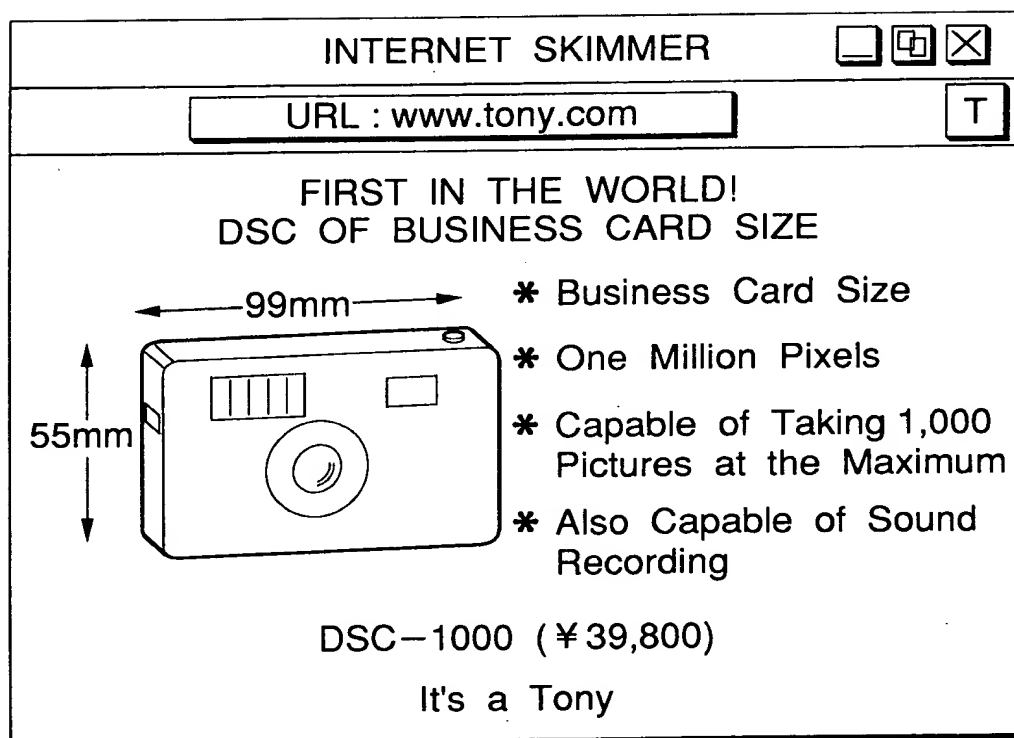 INTERNET SKIMMER
URL : www.tony.com
T
FIRST IN THE WORLD!
DSC OF BUSINESS CARD SIZE
99mm
55mm
* Business Card Size
* One Million Pixels
* Capable of Taking 1,000
Pictures at the Maximum
* Also Capable of Sound
Recording
DSC-1000 (¥39,800)
It's a Tony